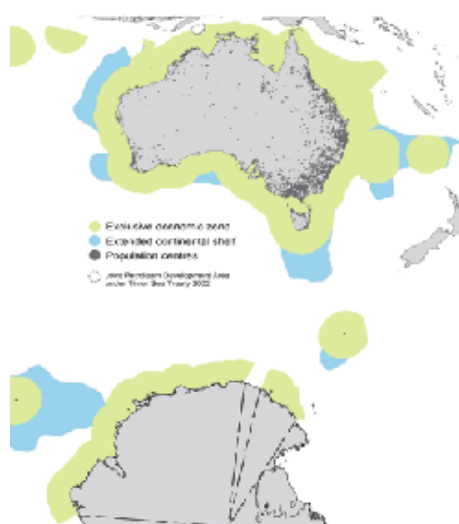 Exclusive economic zone
Extended continental shelf
Population centres
Joint Petroleum Development Area
under Timor Sea Treaty 2002